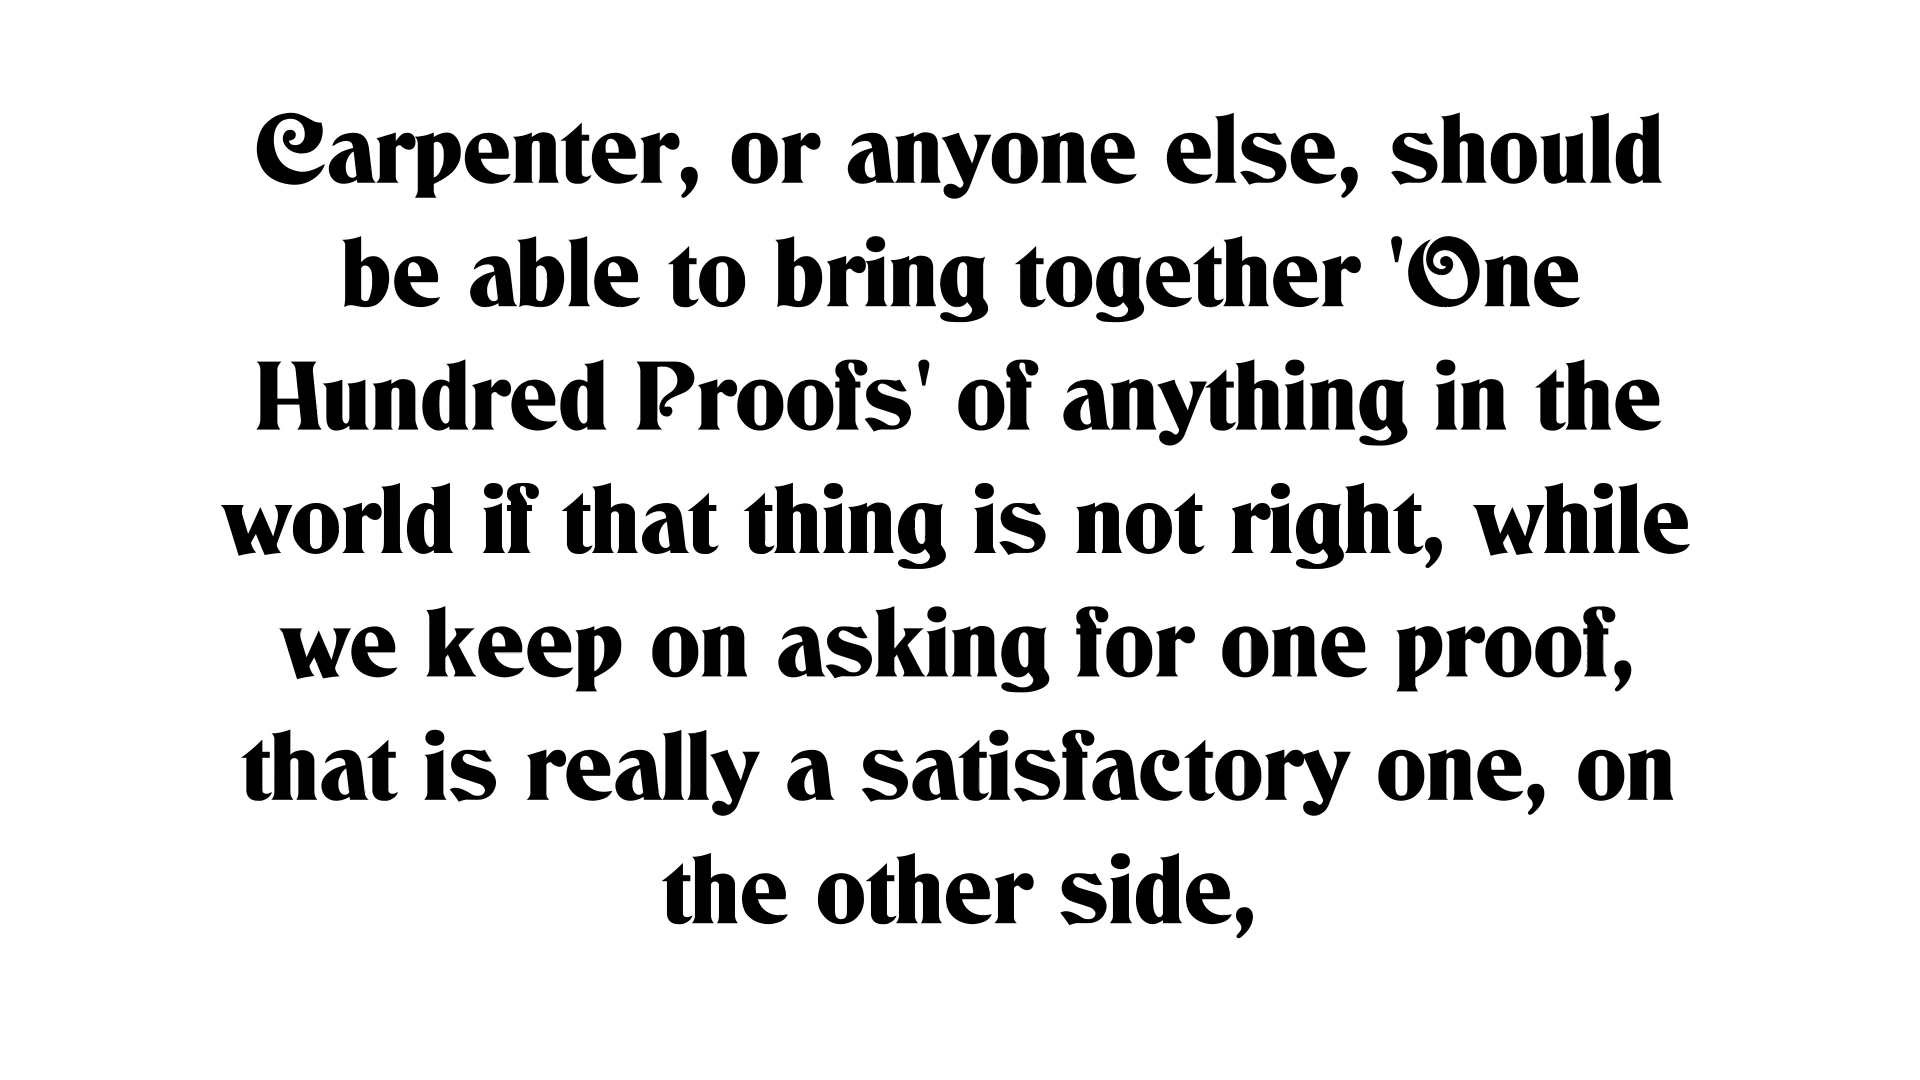 Carpenter, or anyone else, should
be able to bring together 'One
Hundred Proofs' of anything in the
world if that thing is not right, while
we keep on asking for one proof,
that is really a satisfactory one, on
the other side,